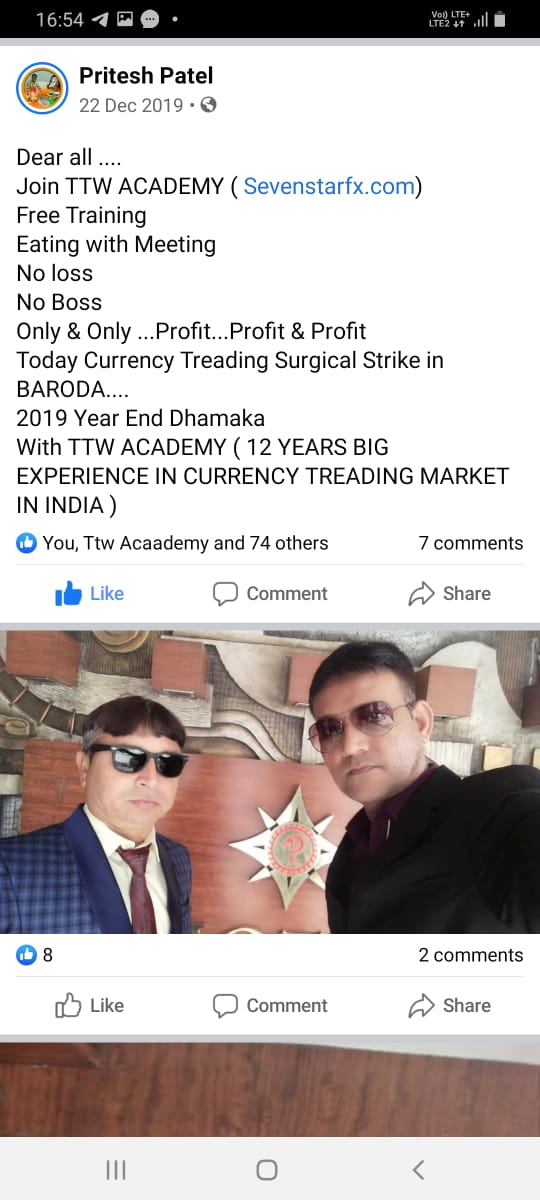 16:54
Vo)) LTE+
LTE2
Pritesh Patel
22 Dec 2019 •
Dear all ....
Join TTW ACADEMY ( Sevenstarfx.com)
Free Training
Eating with Meeting
No loss
No Boss
Only & Only ...Profit...Profit & Profit
Today Currency Treading Surgical Strike in
BARODA....
2019 Year End Dhamaka
With TTW ACADEMY ( 12 YEARS BIG
EXPERIENCE IN CURRENCY TREADING MARKET
IN INDIA )
You, Ttw Acaademy and 74 others 7 comments
Like Comment Share
P
8 2 comments
Like Comment Share